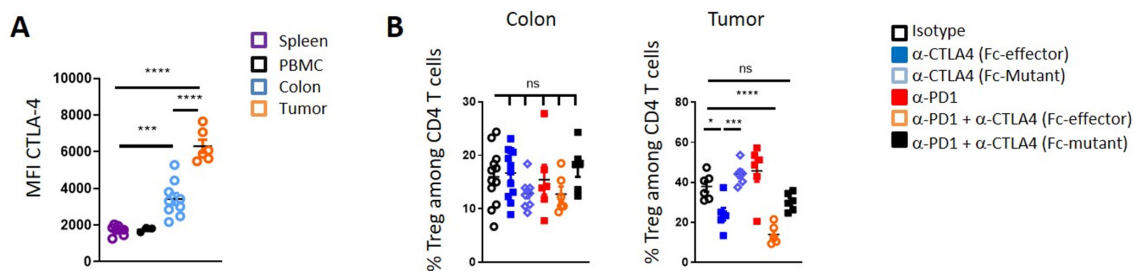 A
MFI CTLA-4
10000
8000
6000
4000
2000
0
****
****
***
Spleen
PBMC
Colon
Tumor
B
Colon
% Treg among CD4 T cells
30
20
10
0
ns
Tumor
% Treg among CD4 T cells
80
60
40
20
0
ns
****
* ***
Isotype
α-CTLA4 (Fc-effector)
α-CTLA4 (Fc-Mutant)
α-PD1
α-PD1 + α-CTLA4 (Fc-effector)
α-PD1 + α-CTLA4 (Fc-mutant)